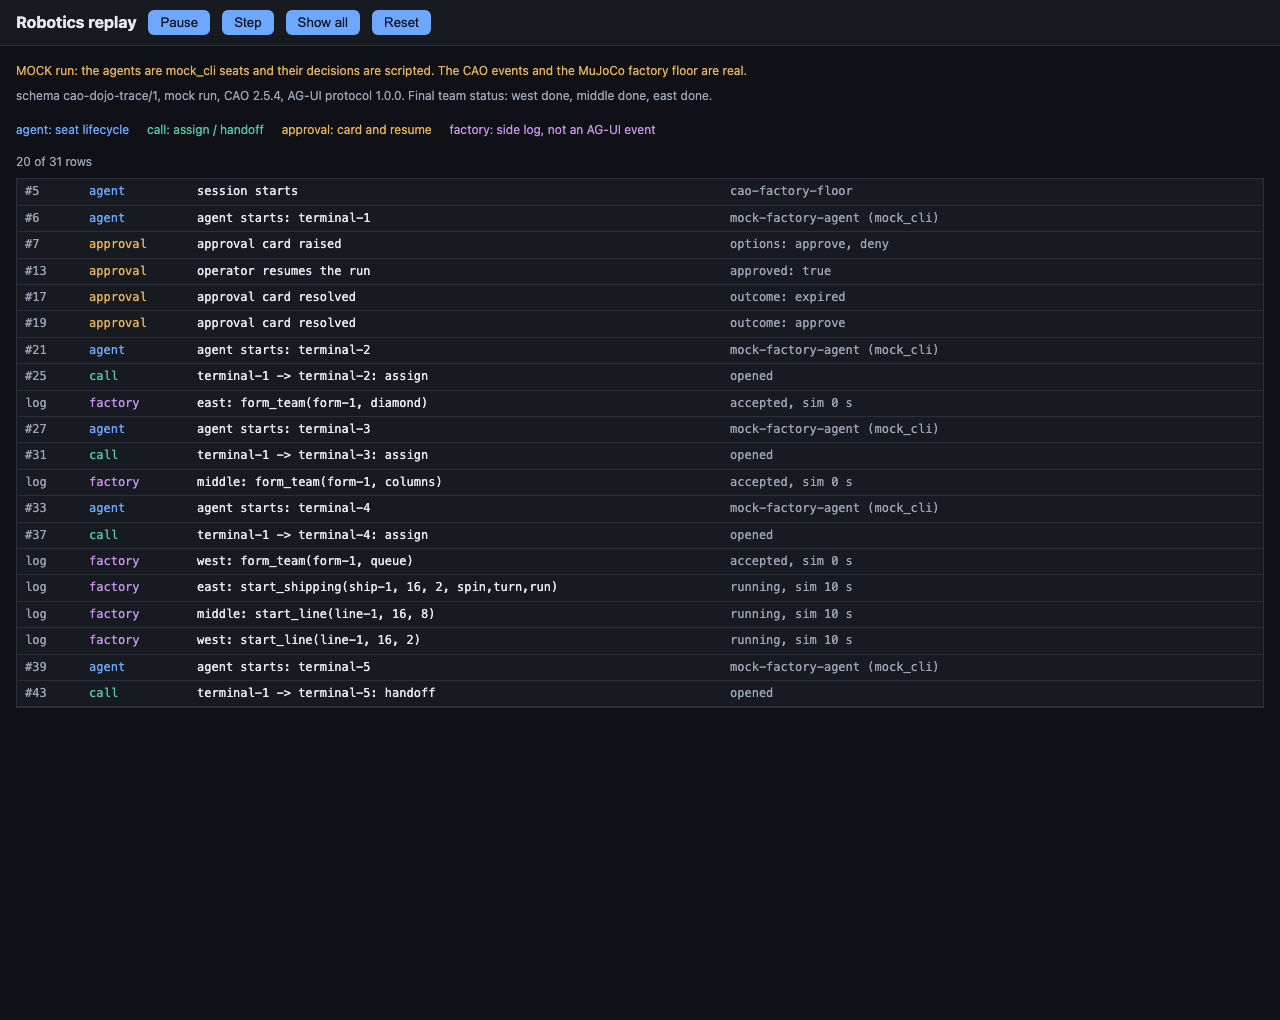 Robotics replay Pause Step Show all Reset
MOCK run: the agents are mock_cli seats and their decisions are scripted. The CAO events and the MuJoCo factory floor are real.
schema cao-dojo-trace/1, mock run, CAO 2.5.4, AG-UI protocol 1.0.0. Final team status: west done, middle done, east done.
agent: seat lifecycle call: assign / handoff approval: card and resume factory: side log, not an AG-UI event
20 of 31 rows
#5 agent session starts cao-factory-floor
#6 agent agent starts: terminal-1 mock-factory-agent (mock_cli)
#7 approval approval card raised options: approve, deny
#13 approval operator resumes the run approved: true
#17 approval approval card resolved outcome: expired
#19 approval approval card resolved outcome: approve
#21 agent agent starts: terminal-2 mock-factory-agent (mock_cli)
#25 call terminal-1 -> terminal-2: assign opened
log factory east: form_team(form-1, diamond) accepted, sim 0 s
#27 agent agent starts: terminal-3 mock-factory-agent (mock_cli)
#31 call terminal-1 -> terminal-3: assign opened
log factory middle: form_team(form-1, columns) accepted, sim 0 s
#33 agent agent starts: terminal-4 mock-factory-agent (mock_cli)
#37 call terminal-1 -> terminal-4: assign opened
log factory west: form_team(form-1, queue) accepted, sim 0 s
log factory east: start_shipping(ship-1, 16, 2, spin,turn,run) running, sim 10 s
log factory middle: start_line(line-1, 16, 8) running, sim 10 s
log factory west: start_line(line-1, 16, 2) running, sim 10 s
#39 agent agent starts: terminal-5 mock-factory-agent (mock_cli)
#43 call terminal-1 -> terminal-5: handoff opened